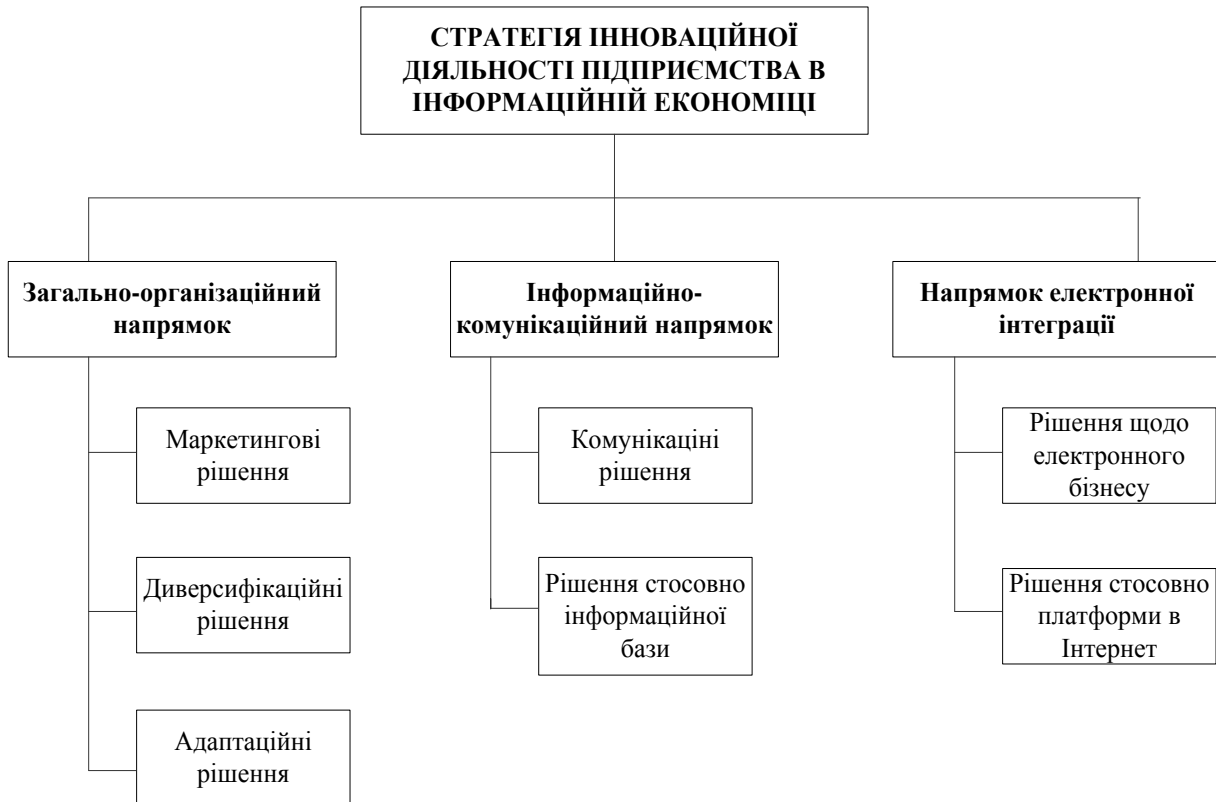 СТРАТЕГІЯ ІННОВАЦІЙНОЇ
ДІЯЛЬНОСТІ ПІДПРИЄМСТВА В
ІНФОРМАЦІЙНІЙ ЕКОНОМІЦІ
Загально-організаційний
напрямок
Маркетингові
рішення
Диверсифікаційні
рішення
Адаптаційні
рішення
Інформаційно-
комунікаційний напрямок
Комунікаціні
рішення
Рішення стосовно
інформаційної
бази
Напрямок електронної
інтеграції
Рішення щодо
електронного
бізнесу
Рішення стосовно
платформи в
Інтернет